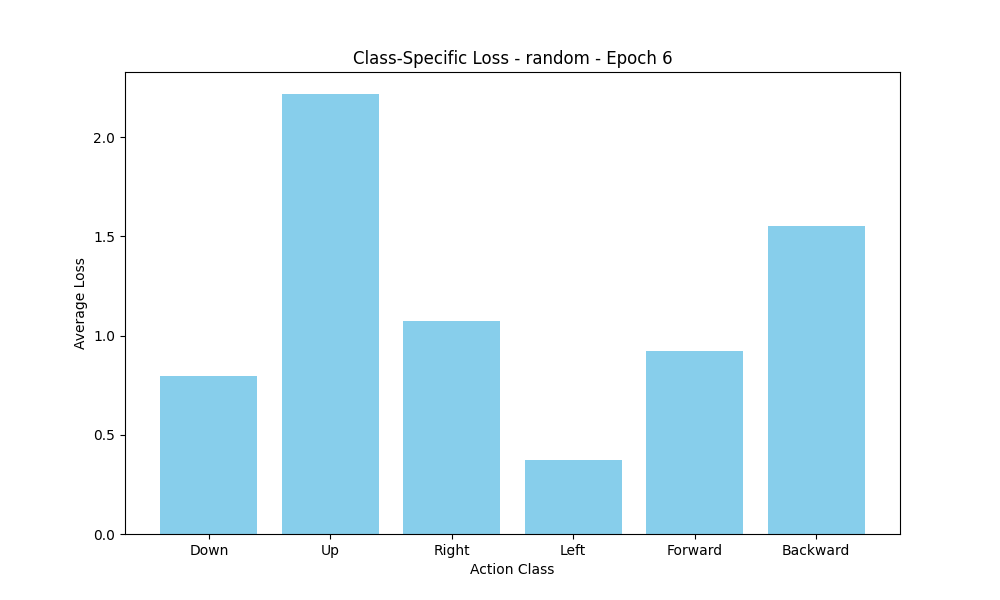 Class-Specific Loss - random - Epoch 6
2.0
1.5
1.0
0.5
0.0
Average Loss
Down Up Right Left Forward Backward
Action Class